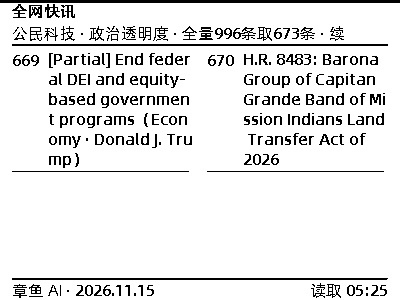 全网快讯
公民科技 · 政治透明度 · 全量996条取673条 · 续
669 [Partial] End feder
al DEI and equity-
based governmen
t programs（Econ
omy · Donald J. Tru
mp）
670 H.R. 8483: Barona
Group of Capitan
Grande Band of Mi
ssion Indians Land
Transfer Act of
2026
章鱼 AI · 2026.11.15
读取 05:25